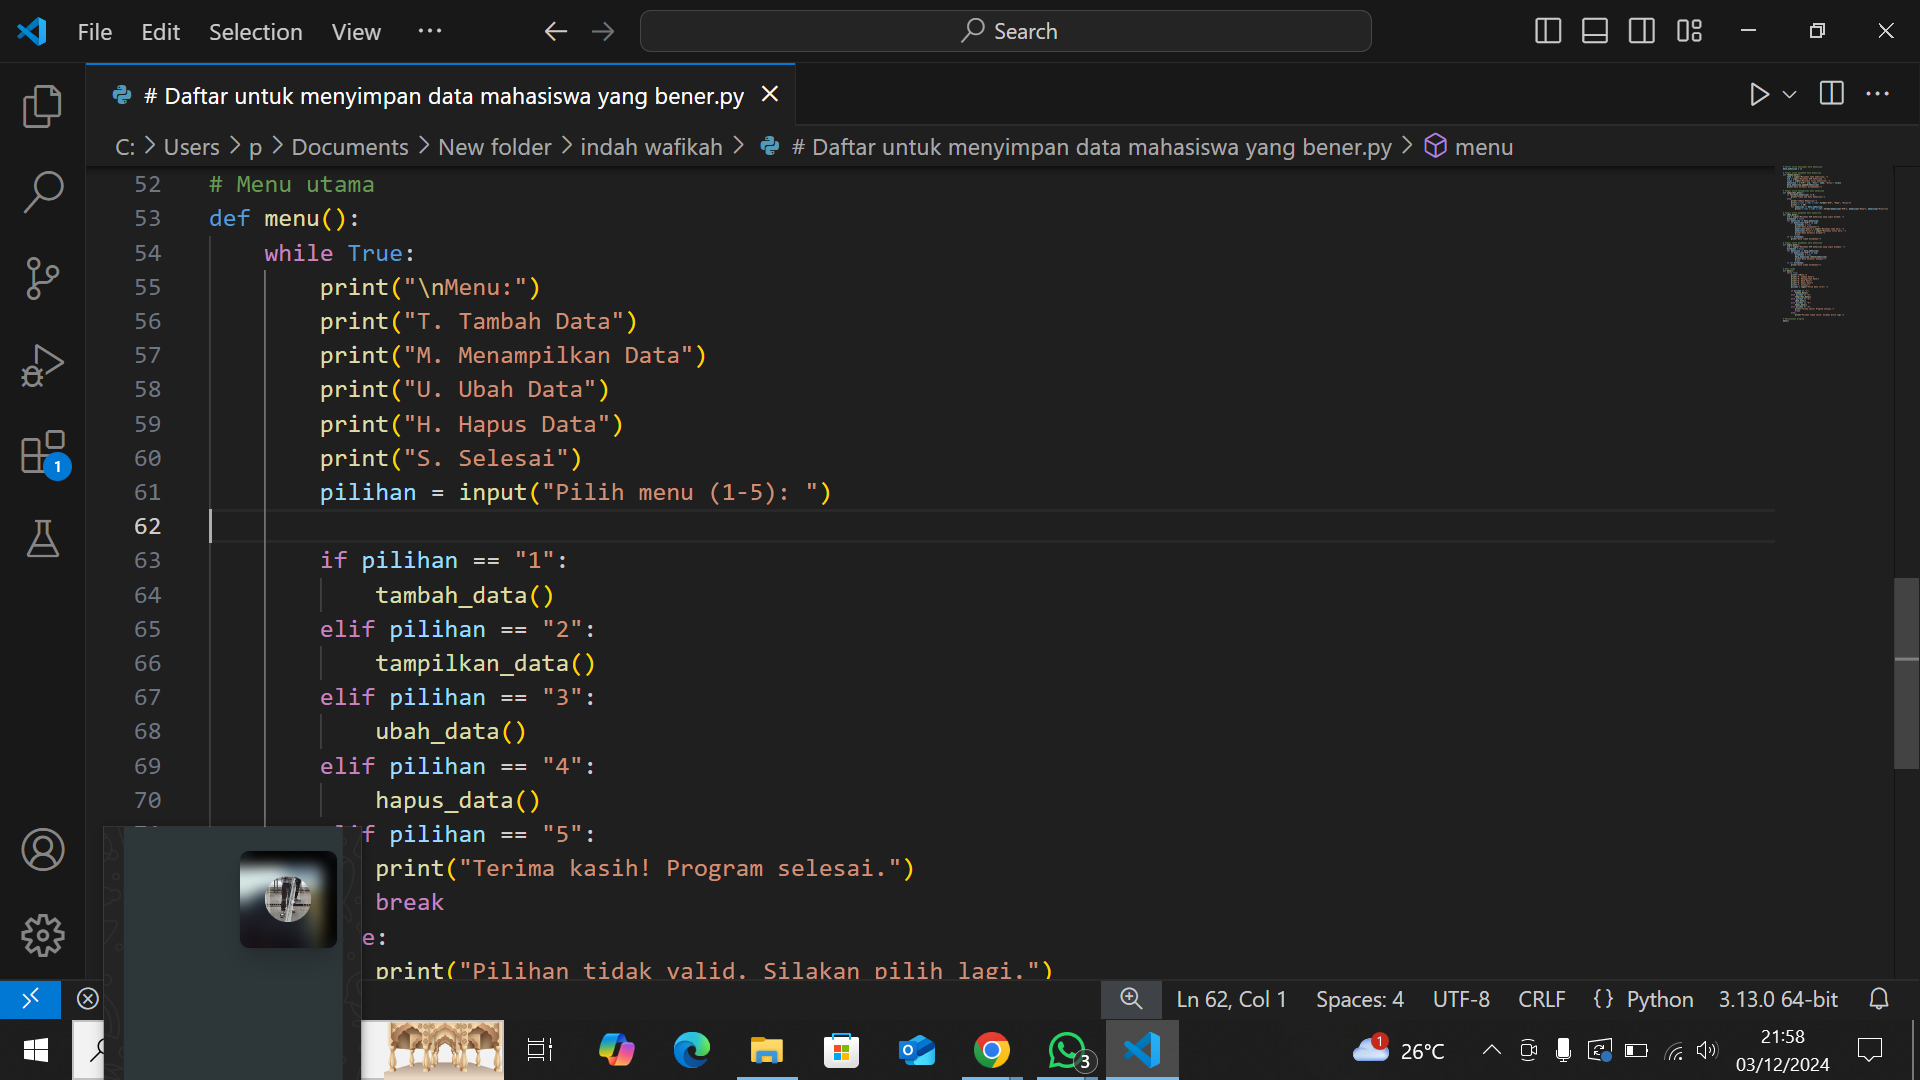 File Edit Selection View ··· Search
# Daftar untuk menyimpan data mahasiswa yang bener.py
C: > Users > p > Documents > New folder > indah wafikah > # Daftar untuk menyimpan data mahasiswa yang bener.py > menu
52 # Menu utama
53 def menu():
54 while True:
55 print("\nMenu:")
56 print("T. Tambah Data")
57 print("M. Menampilkan Data")
58 print("U. Ubah Data")
59 print("H. Hapus Data")
60 print("S. Selesai")
61 pilihan = input("Pilih menu (1-5): ")
62
63 if pilihan == "1":
64 tambah_data()
65 elif pilihan == "2":
66 tampilkan_data()
67 elif pilihan == "3":
68 ubah_data()
69 elif pilihan == "4":
70 hapus_data()
if pilihan == "5":
print("Terima kasih! Program selesai.")
break
e:
print("Pilihan tidak valid. Silakan pilih lagi.")
1
Ln 62, Col 1 Spaces: 4 UTF-8 CRLF {} Python 3.13.0 64-bit
3 1 26°C 21:58
03/12/2024